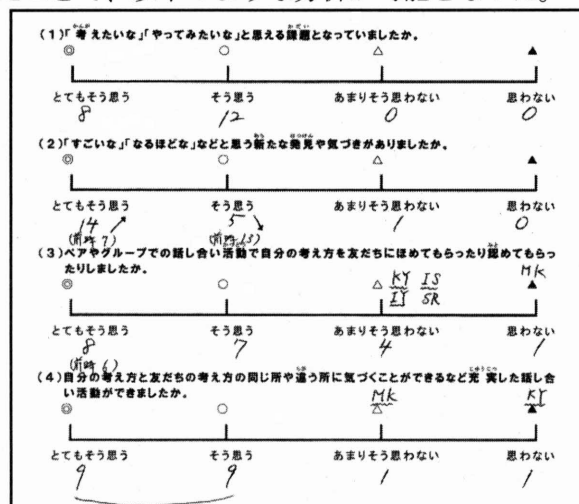 (1)「考えたいな」「やってみたいな」と思える課題となっていましたか。
◎ ○ △ ▲
とてもそう思う そう思う あまりそう思わない 思わない
8 12 0 0
(2)「すごいな」「なるほどな」などと思う新たな発見や気づきがありましたか。
◎ ○ △ ▲
とてもそう思う そう思う あまりそう思わない 思わない
14 ↗ 5 ↘ 1 0
(前時7) (前時13)
(3)ペアやグループでの話し合い活動で自分の考え方を友だちにほめてもらったり認めてもらっ
たりしましたか。
◎ ○ △ KY IS ▲ MK
IY SR
とてもそう思う そう思う あまりそう思わない 思わない
8 7 4 1
(前時6)
(4)自分の考え方と友だちの考え方の同じ所や違う所に気づくことができるなど充実した話し合
い活動ができましたか。
MK KY
◎ ○ △ ▲
とてもそう思う そう思う あまりそう思わない 思わない
9 9 1 1